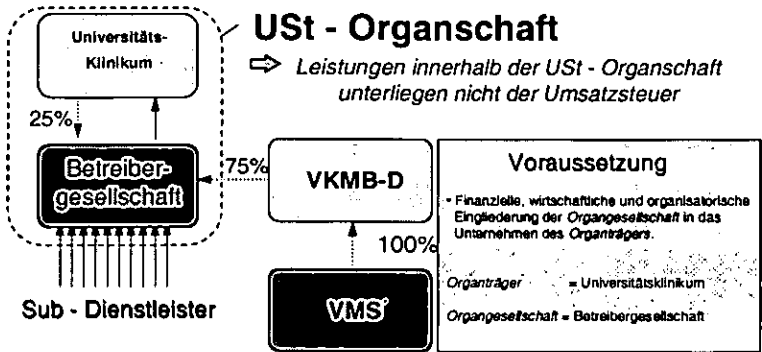 USt - Organschaft
⇨ Leistungen innerhalb der USt - Organschaft
unterliegen nicht der Umsatzsteuer
Universitäts-
Klinikum
25%
Betreiber-
gesellschaft
75%
VKMB-D
100%
VMS
Sub - Dienstleister
Voraussetzung
• Finanzielle, wirtschaftliche und organisatorische
Eingliederung der Organgesellschaft in das
Unternehmen des Organträgers.
Organträger = Universitätsklinikum
Organgesellschaft = Betreibergesellschaft